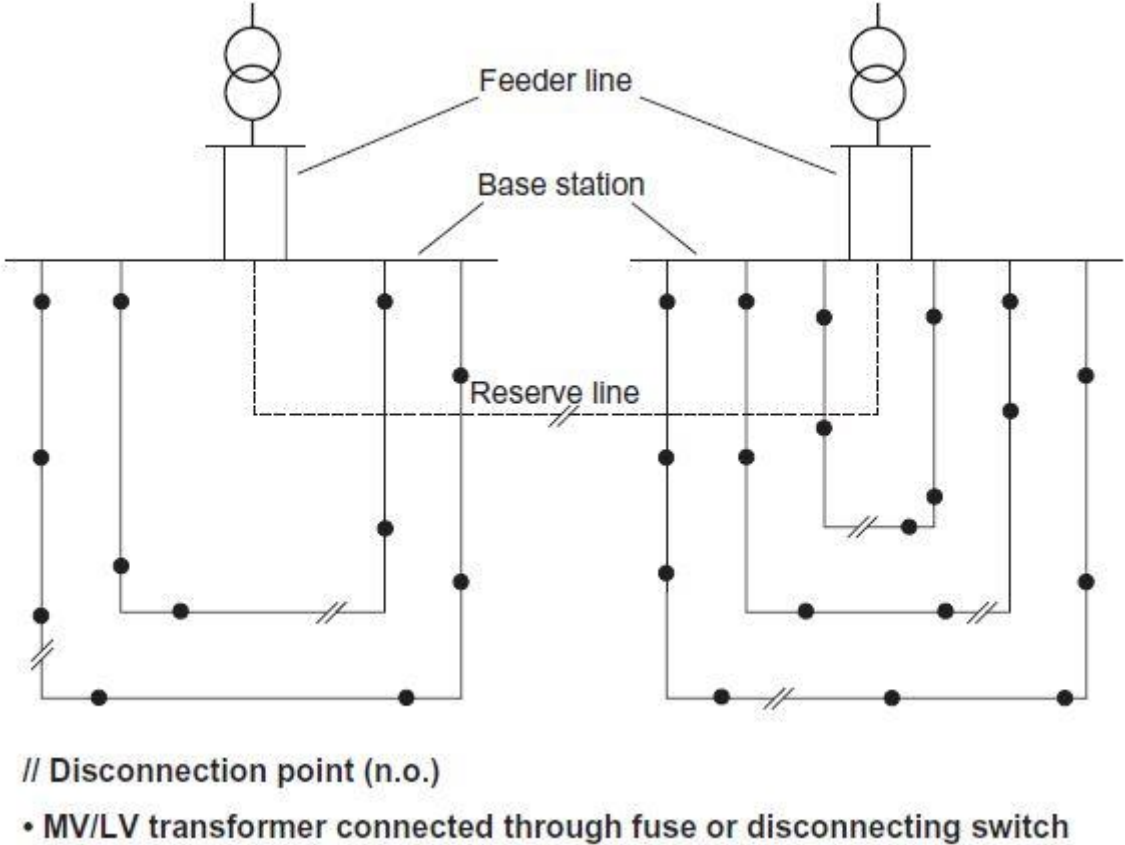 Feeder line
Base station
Reserve line
// Disconnection point (n.o.)
• MV/LV transformer connected through fuse or disconnecting switch